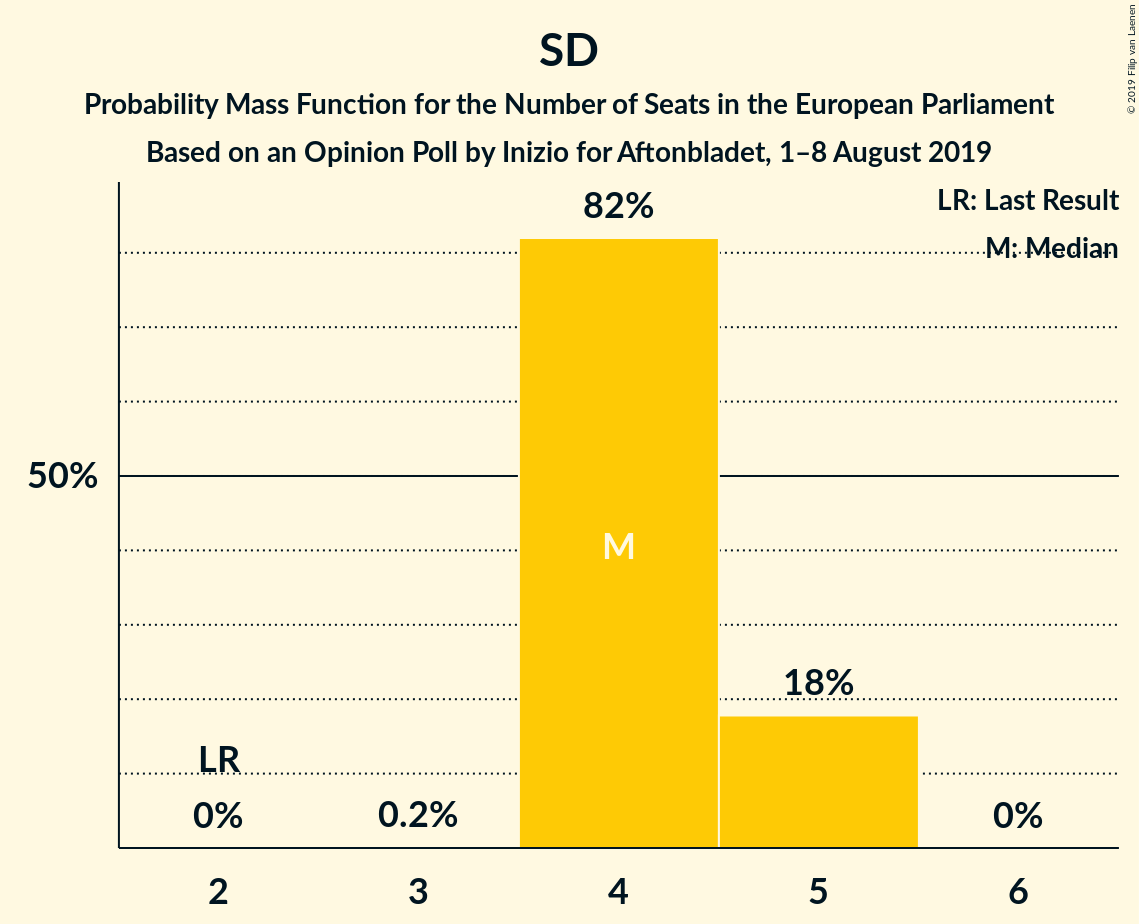 SD
Probability Mass Function for the Number of Seats in the European Parliament
Based on an Opinion Poll by Inizio for Aftonbladet, 1–8 August 2019
© 2019 Filip van Laenen
LR: Last Result
M: Median
82%
50%
M
18%
LR
0%
0.2%
0%
2
3
4
5
6